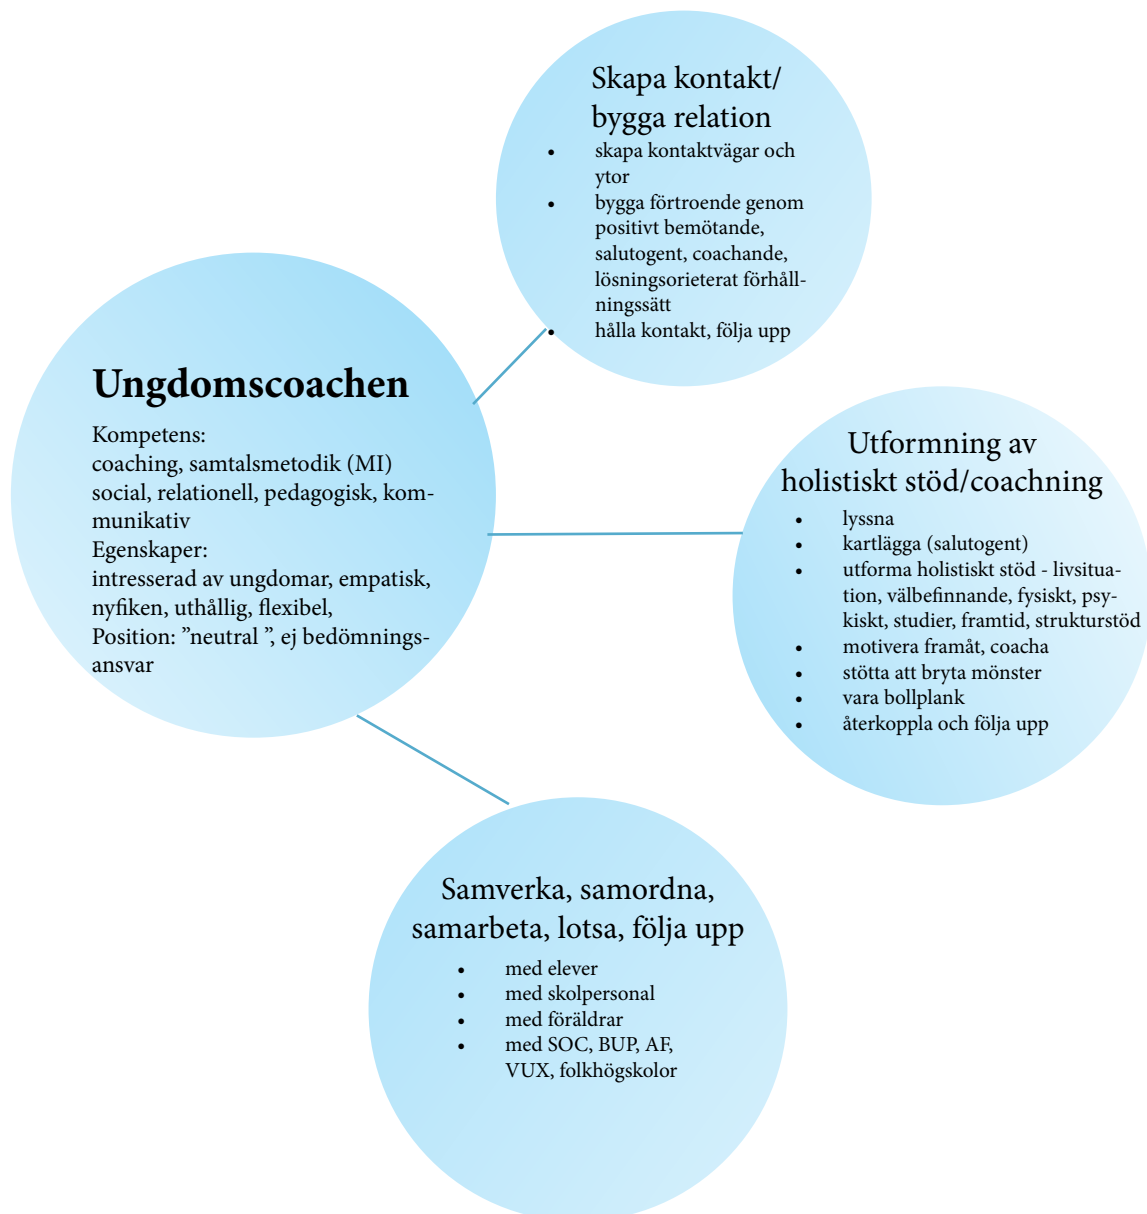 Skapa kontakt/
bygga relation
• skapa kontaktvägar och
ytor
• bygga förtroende genom
positivt bemötande,
salutogent, coachande,
lösningsorieterat förhåll-
ningssätt
• hålla kontakt, följa upp
Ungdomscoachen
Kompetens:
coaching, samtalsmetodik (MI)
social, relationell, pedagogisk, kom-
munikativ
Egenskaper:
intresserad av ungdomar, empatisk,
nyfiken, uthållig, flexibel,
Position: ”neutral ”, ej bedömnings-
ansvar
Utformning av
holistiskt stöd/coachning
• lyssna
• kartlägga (salutogent)
• utforma holistiskt stöd - livsitua-
tion, välbefinnande, fysiskt, psy-
kiskt, studier, framtid, strukturstöd
• motivera framåt, coacha
• stötta att bryta mönster
• vara bollplank
• återkoppla och följa upp
Samverka, samordna,
samarbeta, lotsa, följa upp
• med elever
• med skolpersonal
• med föräldrar
• med SOC, BUP, AF,
VUX, folkhögskolor